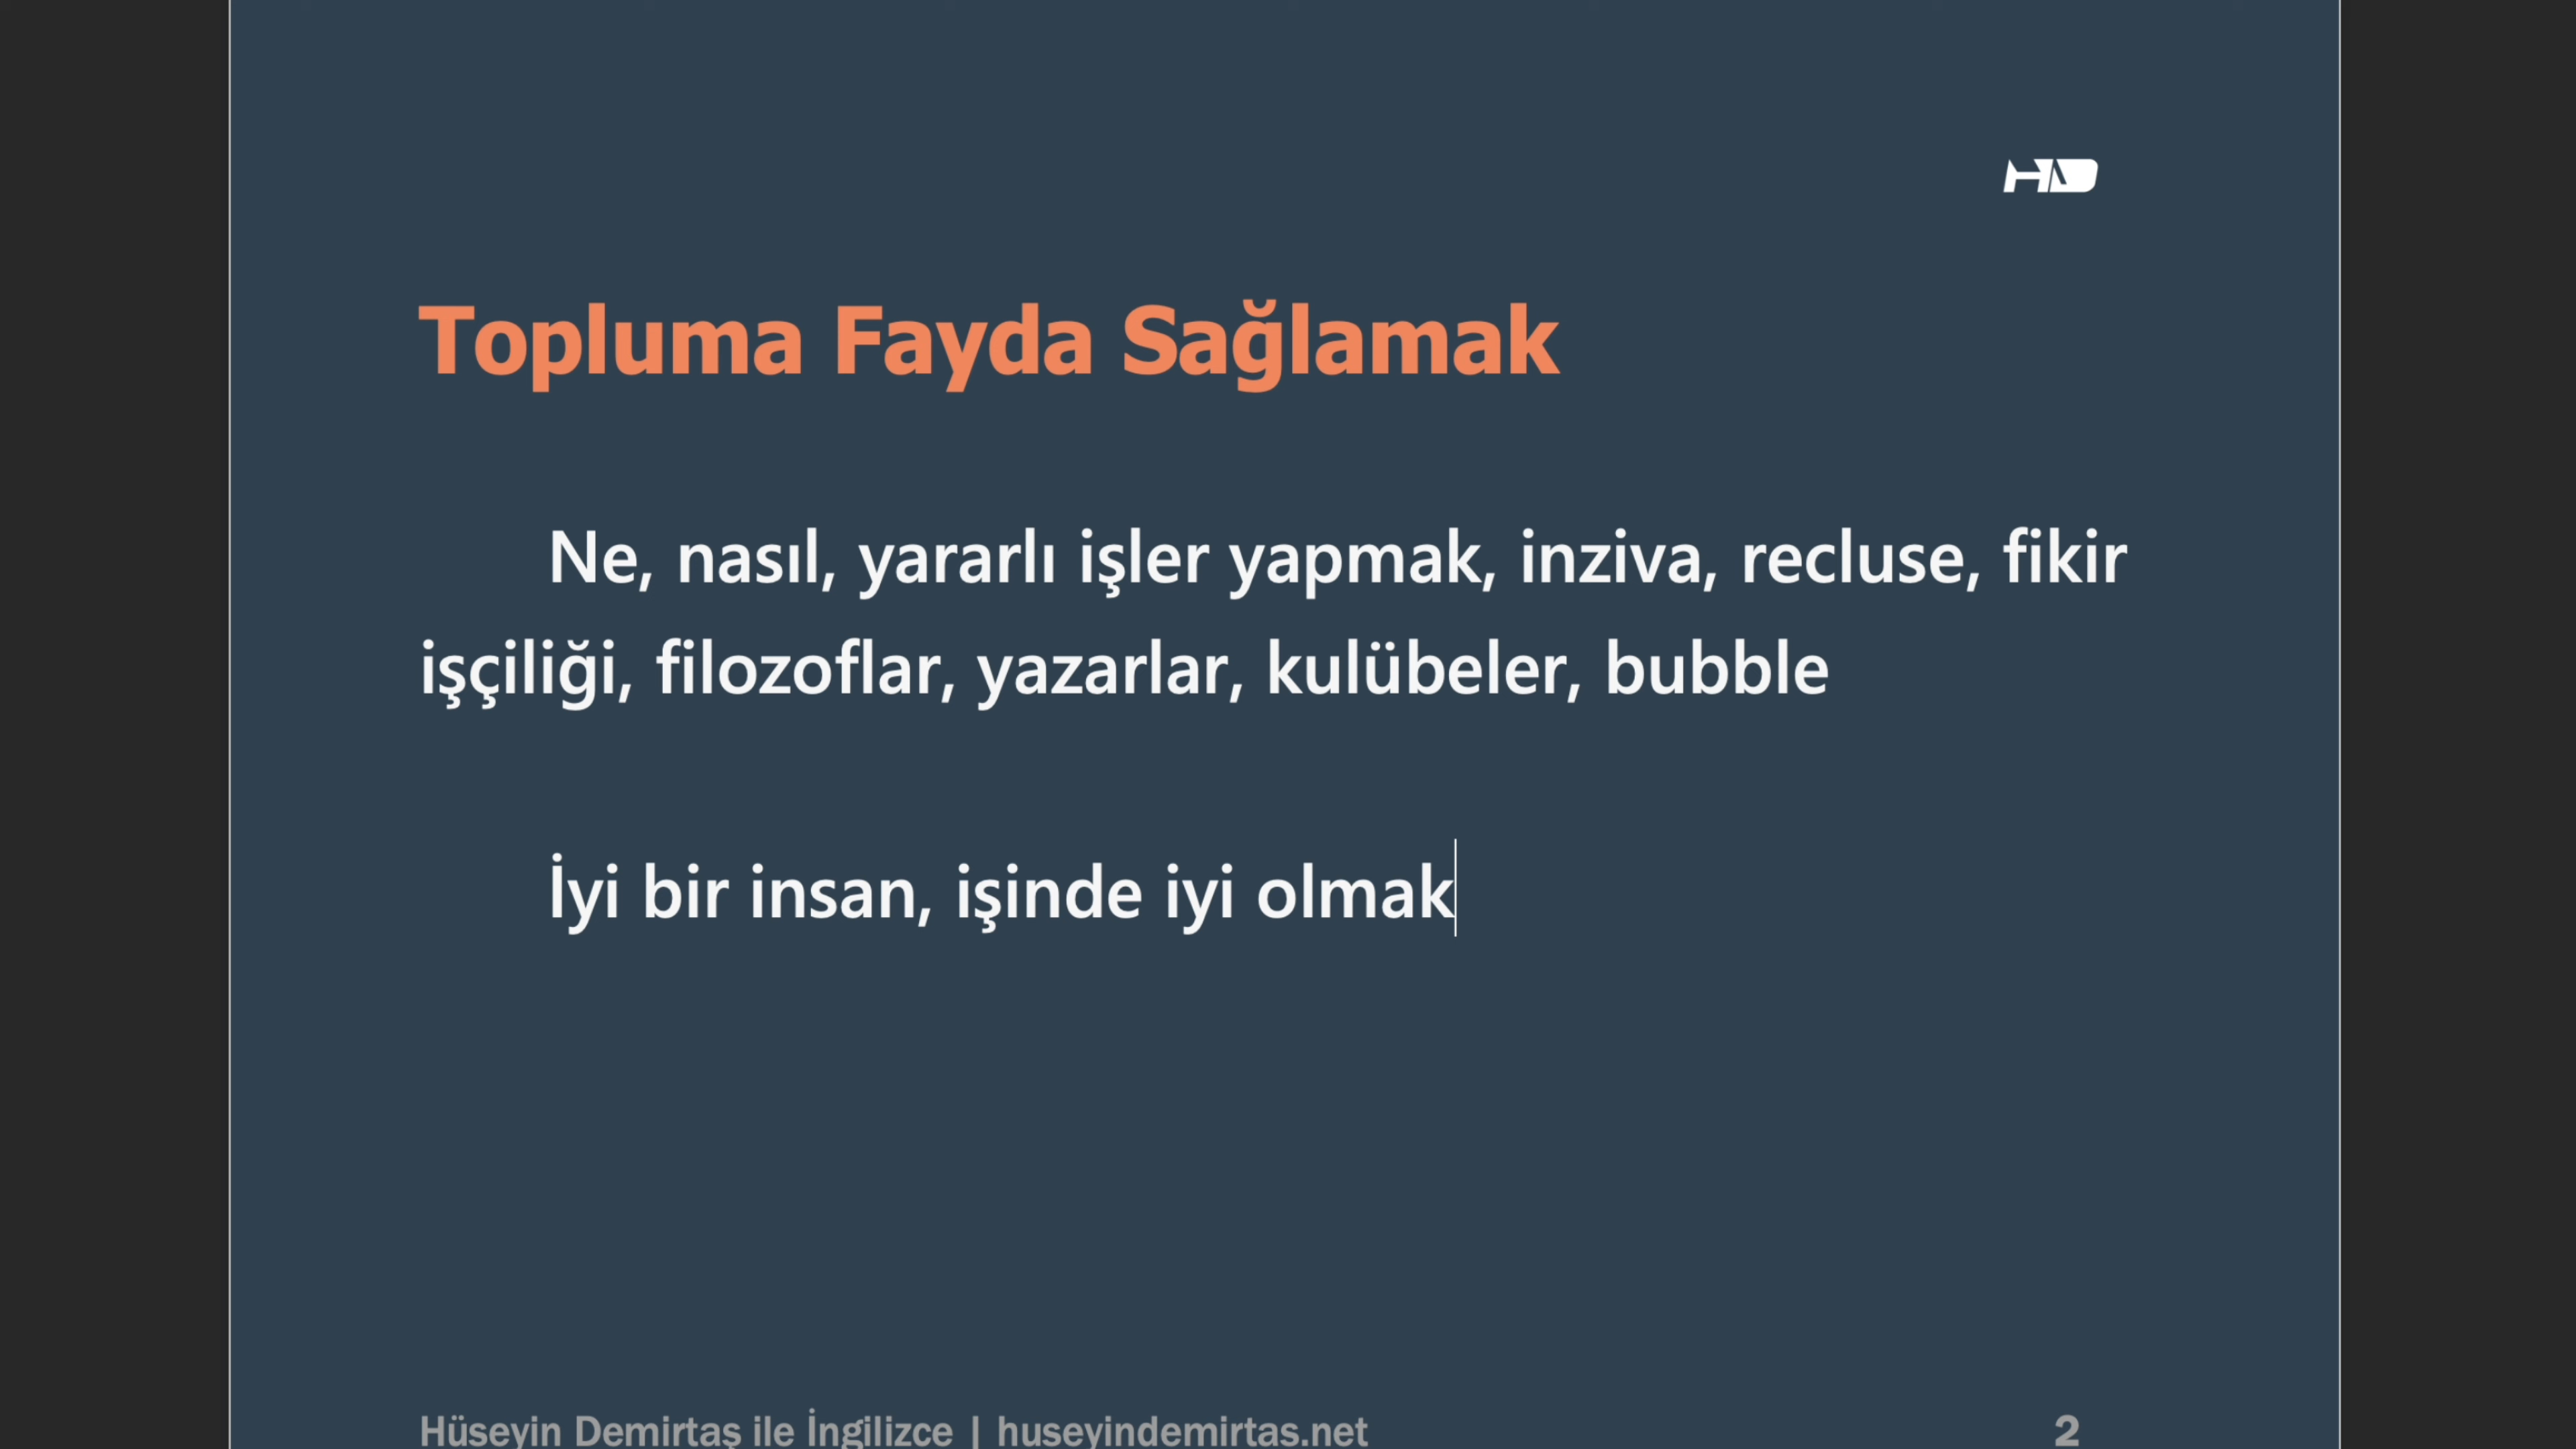 HD
Topluma Fayda Sağlamak
Ne, nasıl, yararlı işler yapmak, inziva, recluse, fikir
işçiliği, filozoflar, yazarlar, kulübeler, bubble
İyi bir insan, işinde iyi olmak
Hüseyin Demirtaş ile İngilizce | huseyindemirtas.net
2